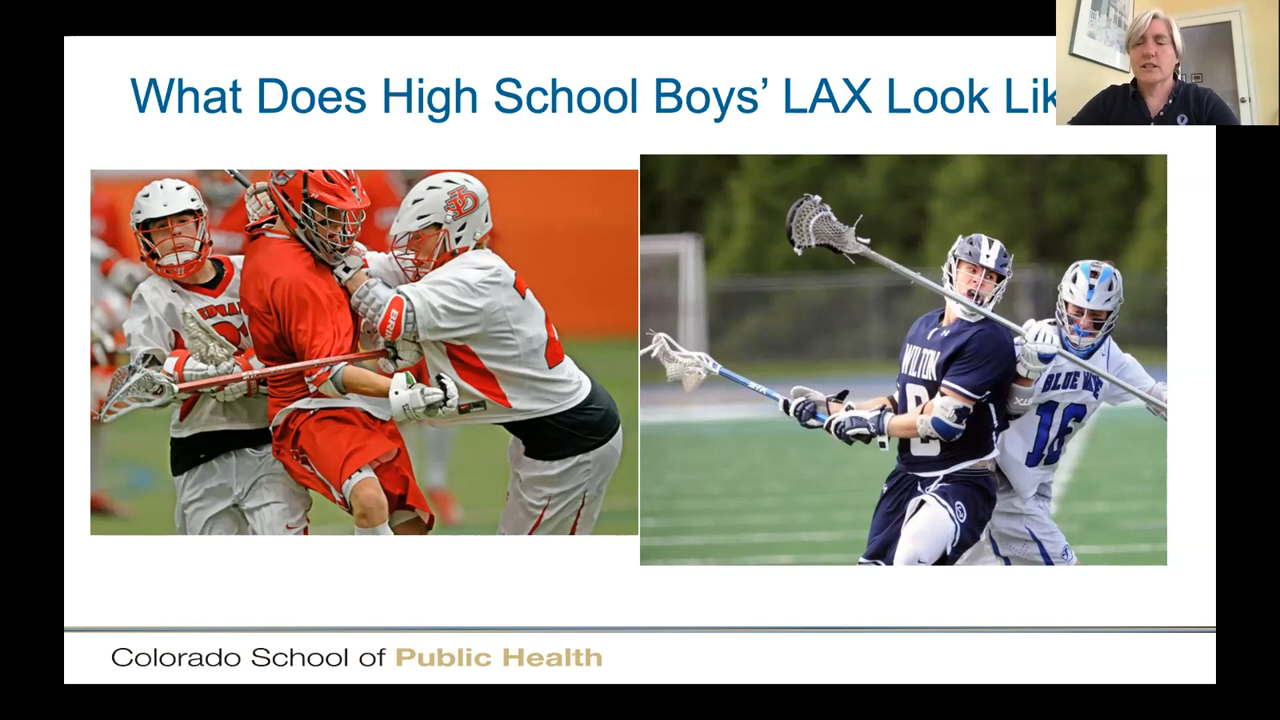 What Does High School Boys’ LAX Look Lik
WILTON
BLUE
16
Colorado School of Public Health